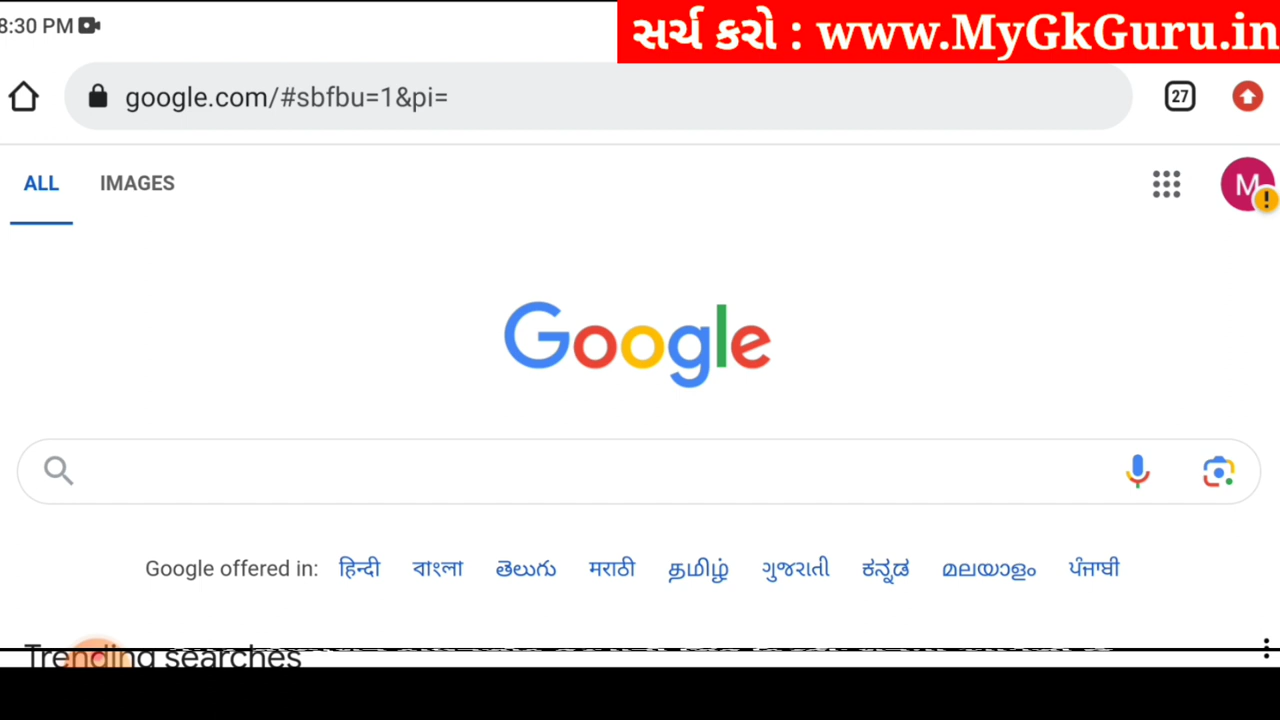 8:30 PM
સર્ચ કરો : www.MyGkGuru.in
google.com/#sbfbu=1&pi=
27
ALL IMAGES
M
Google
Google offered in: हिन्दी বাংলা తెలుగు मराठी தமிழ் ગુજરાતી ಕನ್ನಡ മലയാളം ਪੰਜਾਬੀ
Trending searches